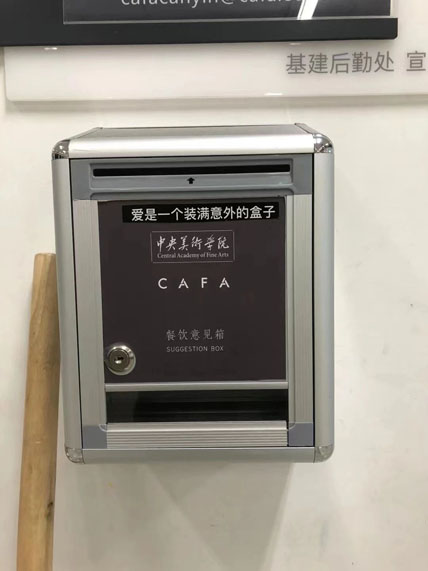 基建后勤处 宣
爱是一个装满意外的盒子
中央美術学院
Central Academy of Fine Arts
CAFA
餐饮意见箱
SUGGESTION BOX